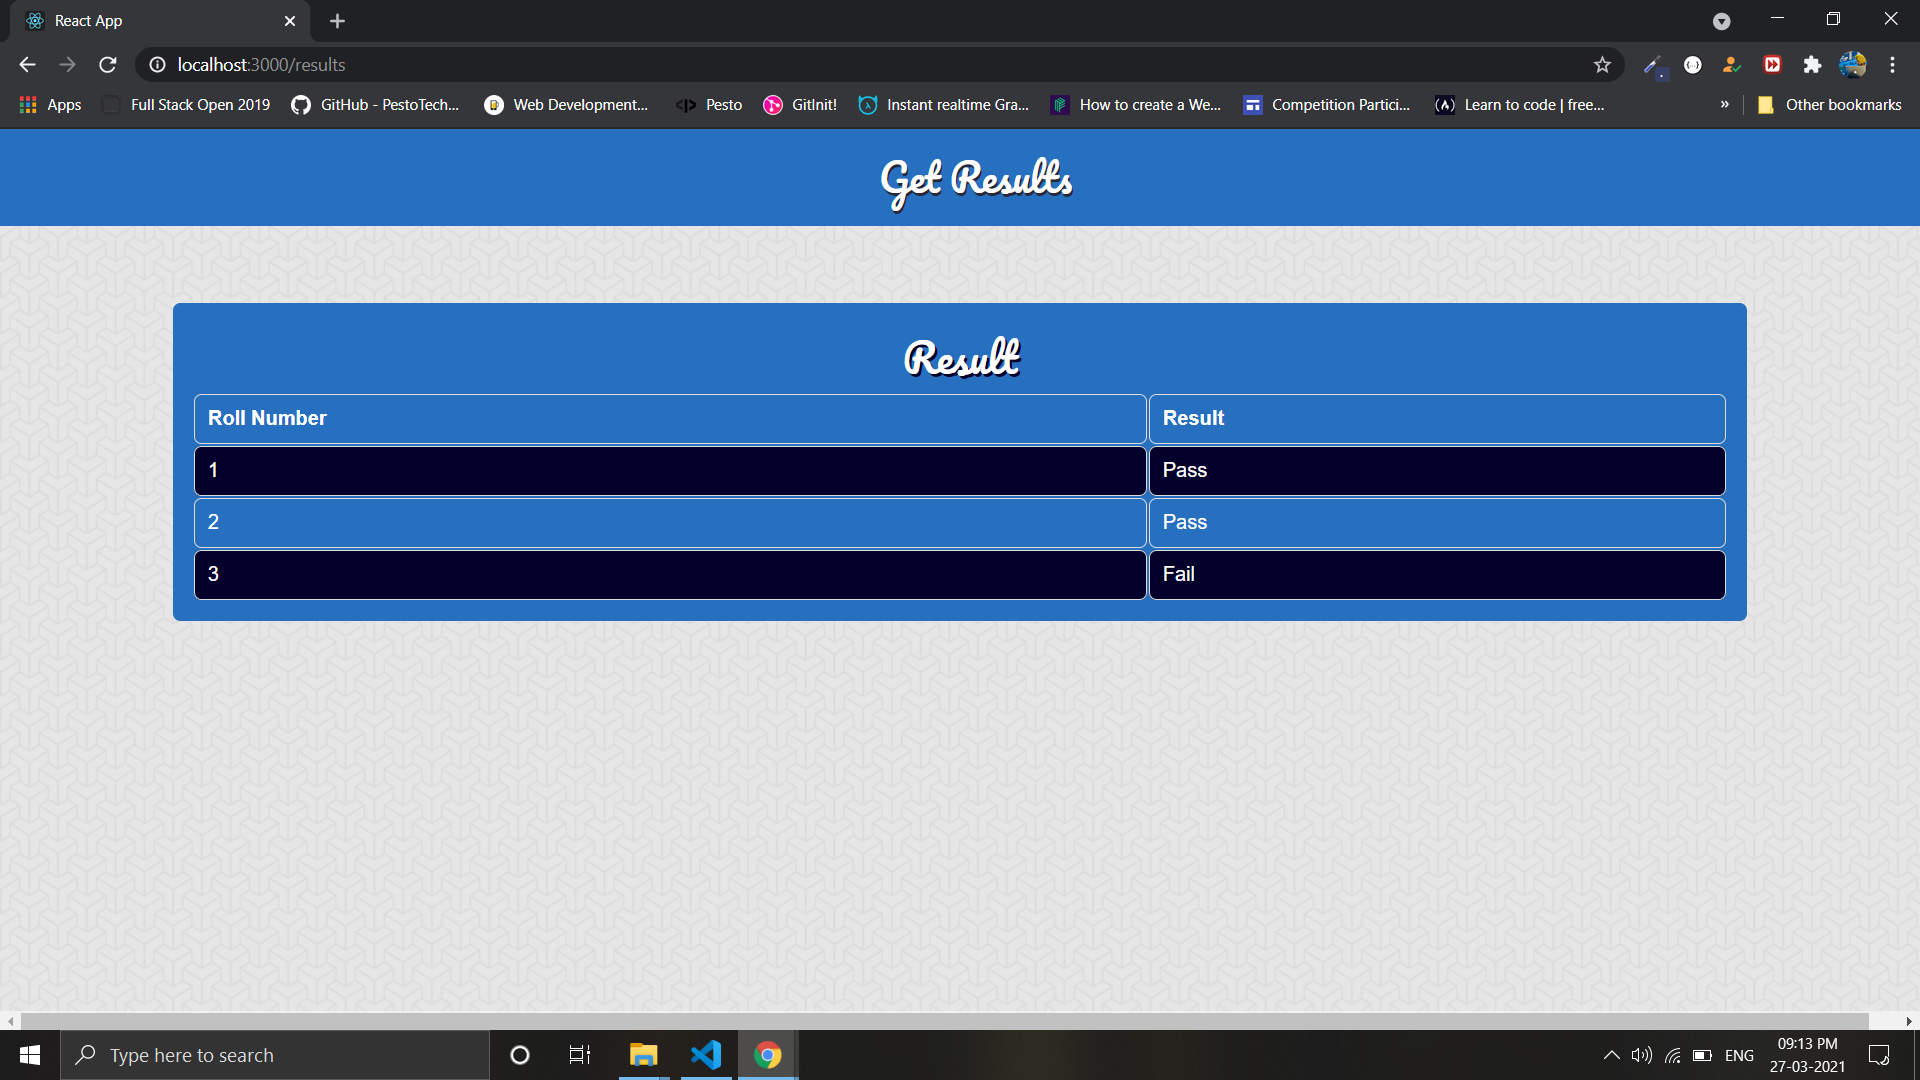 React App
localhost:3000/results
Apps Full Stack Open 2019 GitHub - PestoTech... Web Development... Pesto GitInit! Instant realtime Gra... How to create a We... Competition Partici... Learn to code | free... » Other bookmarks
Get Results
Result
Roll Number Result
1 Pass
2 Pass
3 Fail
Type here to search
ENG
09:13 PM
27-03-2021